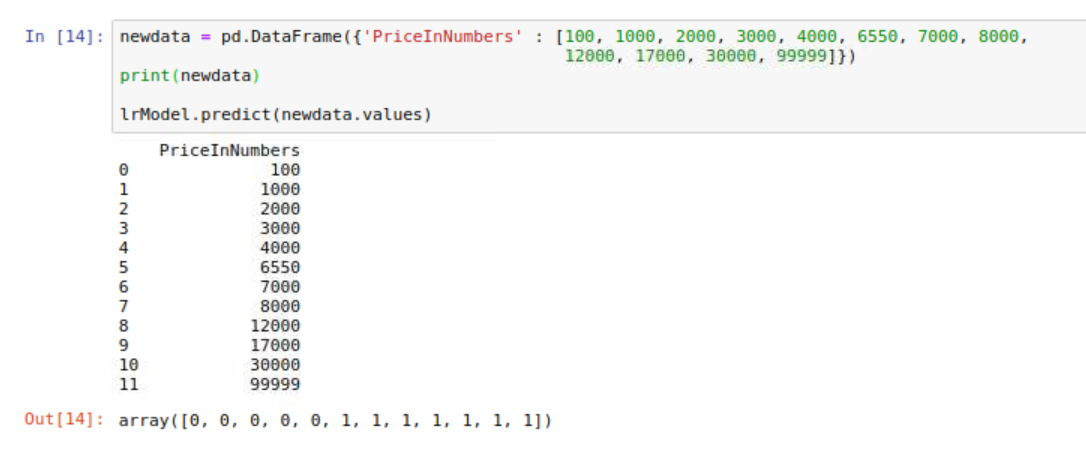 In [14]: newdata = pd.DataFrame({'PriceInNumbers' : [100, 1000, 2000, 3000, 4000, 6550, 7000, 8000,
12000, 17000, 30000, 99999]})
print(newdata)
lrModel.predict(newdata.values)
PriceInNumbers
0 100
1 1000
2 2000
3 3000
4 4000
5 6550
6 7000
7 8000
8 12000
9 17000
10 30000
11 99999
Out[14]: array([0, 0, 0, 0, 0, 1, 1, 1, 1, 1, 1, 1])